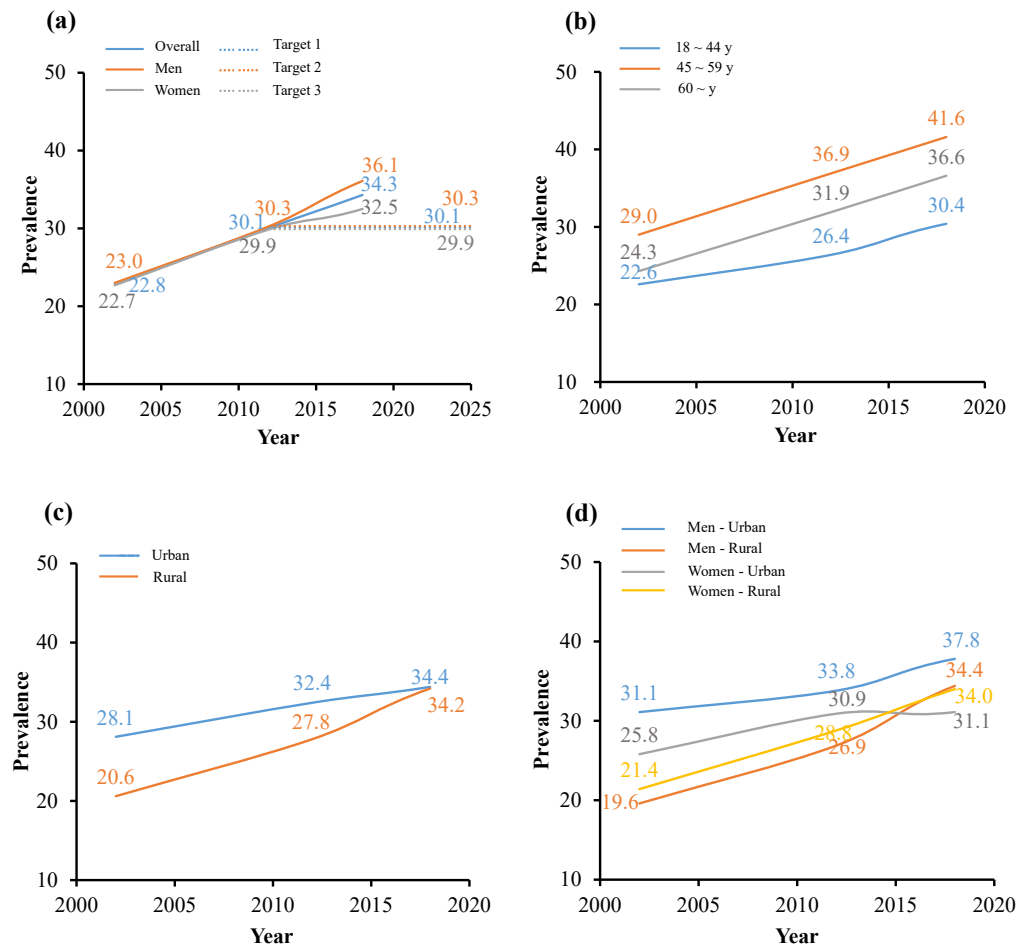 (a)
Overall
Target 1
Men
Target 2
Women
Target 3
50
40
30
20
10
2000 2005 2010 2015 2020 2025
Prevalence
Year
23.0
22.8
22.7
30.1
30.3
29.9
36.1
34.3
32.5
30.3
30.1
29.9
(b)
18 ~ 44 y
45 ~ 59 y
60 ~ y
50
40
30
20
10
2000 2005 2010 2015 2020
Prevalence
Year
29.0
24.3
22.6
36.9
31.9
26.4
41.6
36.6
30.4
(c)
Urban
Rural
50
40
30
20
10
2000 2005 2010 2015 2020
Prevalence
Year
28.1
20.6
32.4
27.8
34.4
34.2
(d)
Men - Urban
Men - Rural
Women - Urban
Women - Rural
50
40
30
20
10
2000 2005 2010 2015 2020
Prevalence
Year
31.1
25.8
21.4
19.6
33.8
30.9
28.8
26.9
37.8
34.4
34.0
31.1